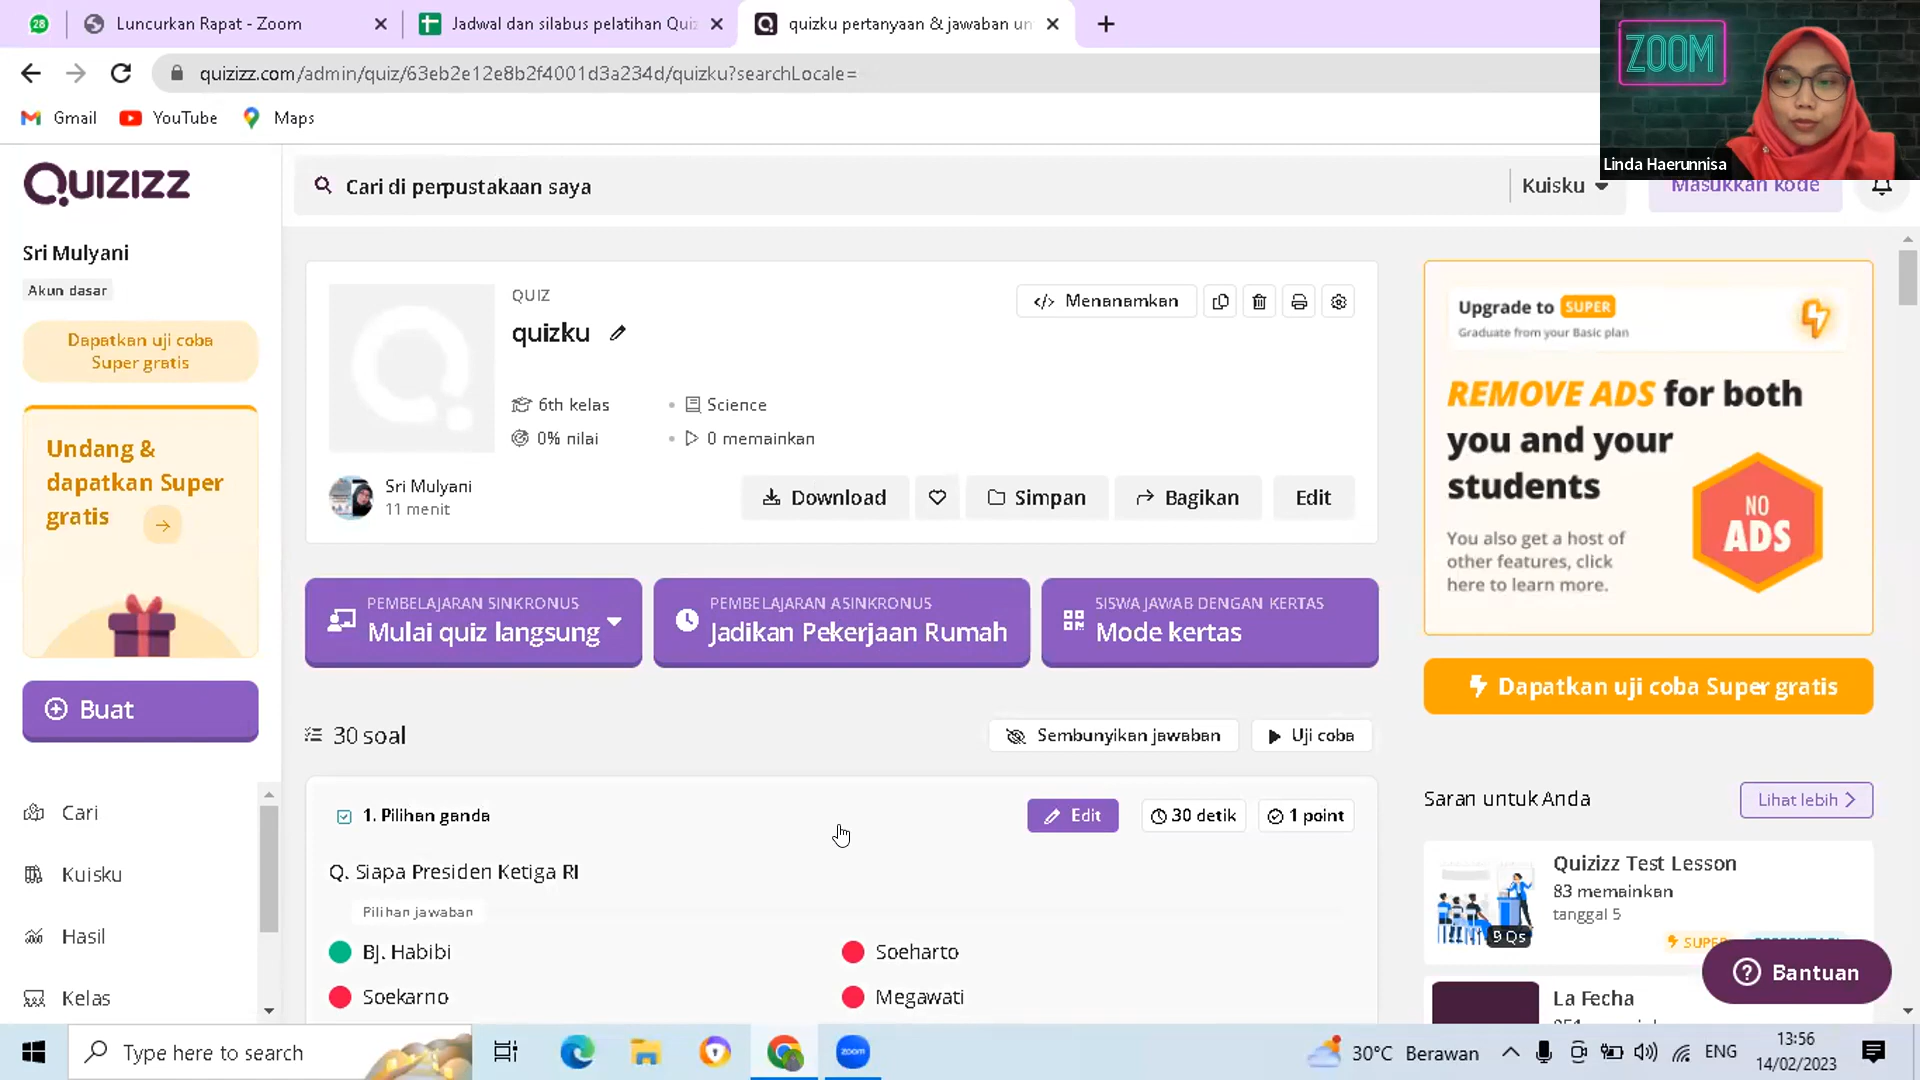 28
Luncurkan Rapat - Zoom
Jadwal dan silabus pelatihan Quiz
quizku pertanyaan & jawaban un
quizizz.com/admin/quiz/63eb2e12e8b2f4001d3a234d/quizku?searchLocale=
Gmail
YouTube
Maps
ZOOM
Linda Haerunnisa
QUIZIZZ
Cari di perpustakaan saya
Kuisku
Masukkan kode
Sri Mulyani
Akun dasar
Dapatkan uji coba
Super gratis
Undang &
dapatkan Super
gratis
Buat
Cari
Kuisku
Hasil
Kelas
QUIZ
quizku
Menanamkan
6th kelas
Science
0% nilai
0 memainkan
Sri Mulyani
11 menit
Download
Simpan
Bagikan
Edit
PEMBELAJARAN SINKRONUS
Mulai quiz langsung
PEMBELAJARAN ASINKRONUS
Jadikan Pekerjaan Rumah
SISWA JAWAB DENGAN KERTAS
Mode kertas
30 soal
Sembunyikan jawaban
Uji coba
1. Pilihan ganda
Edit
30 detik
1 point
Q. Siapa Presiden Ketiga RI
Pilihan jawaban
BJ. Habibi
Soeharto
Soekarno
Megawati
Upgrade to SUPER
Graduate from your Basic plan
REMOVE ADS for both
you and your
students
You also get a host of
other features, click
here to learn more.
NO
ADS
Dapatkan uji coba Super gratis
Saran untuk Anda
Lihat lebih
Quizizz Test Lesson
83 memainkan
tanggal 5
9 Qs
SUPER
Bantuan
La Fecha
Type here to search
zoom
30°C Berawan
ENG
13:56
14/02/2023